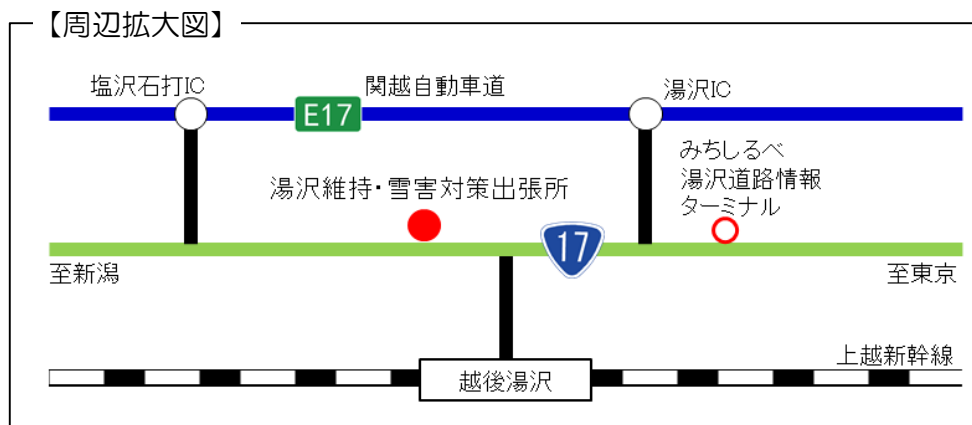 【周辺拡大図】
塩沢石打IC
関越自動車道
湯沢IC
E17
みちしるべ
湯沢道路情報
ターミナル
湯沢維持・雪害対策出張所
17
至新潟
至東京
上越新幹線
越後湯沢